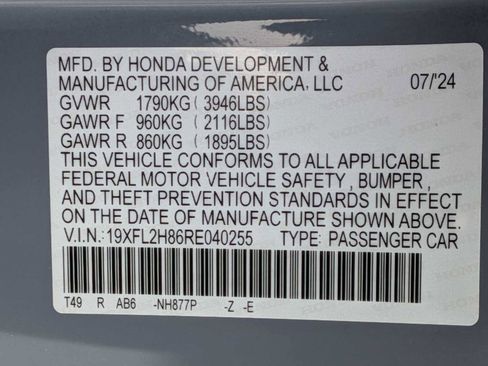 MFD. BY HONDA DEVELOPMENT &
MANUFACTURING OF AMERICA, LLC 07/'24
GVWR 1790KG (3946LBS)
GAWR F 960KG (2116LBS)
GAWR R 860KG (1895LBS)
THIS VEHICLE CONFORMS TO ALL APPLICABLE
FEDERAL MOTOR VEHICLE SAFETY , BUMPER ,
AND THEFT PREVENTION STANDARDS IN EFFECT
ON THE DATE OF MANUFACTURE SHOWN ABOVE.
V.I.N.:19XFL2H86RE040255 TYPE: PASSENGER CAR
T49 R AB6 -NH877P -Z -E